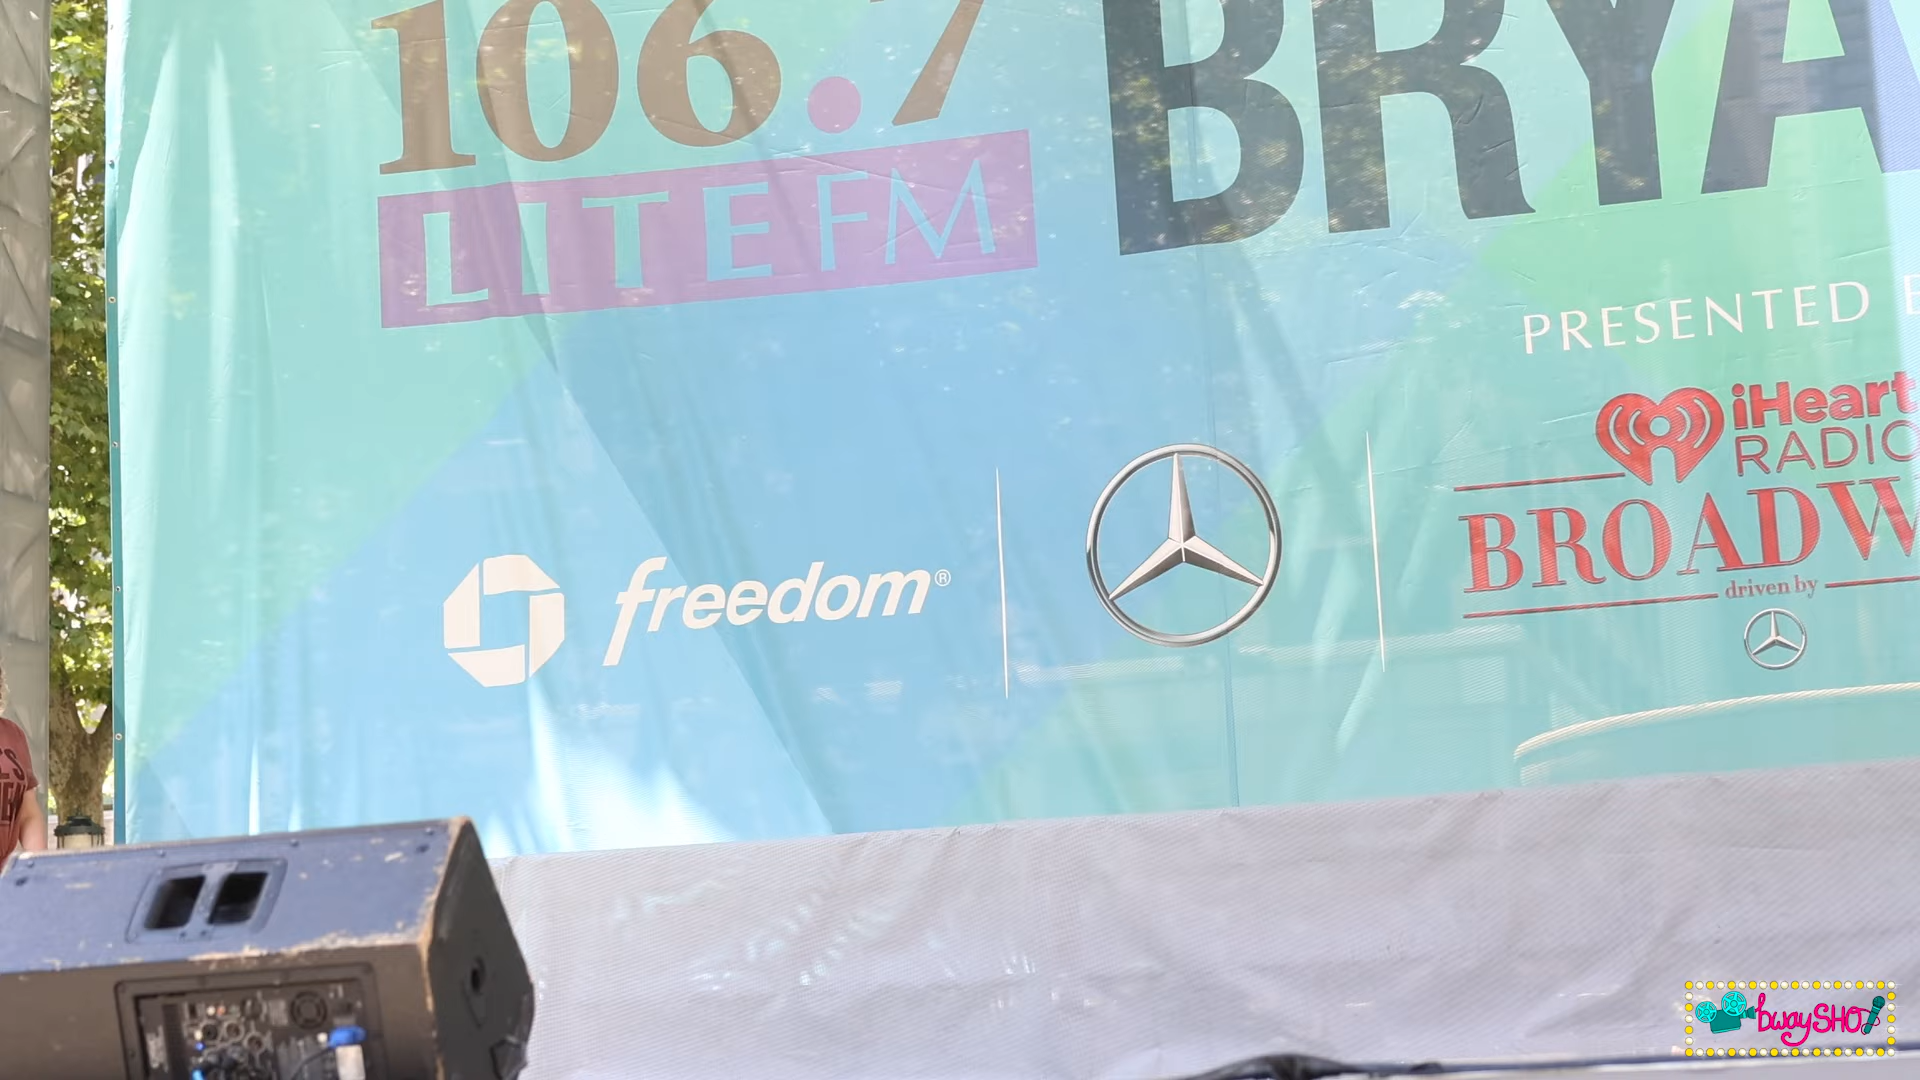 106.7
LITE FM
BRYA
PRESENTED
freedom®
iHeart
RADIO
BROADW
driven by
bwaySHO